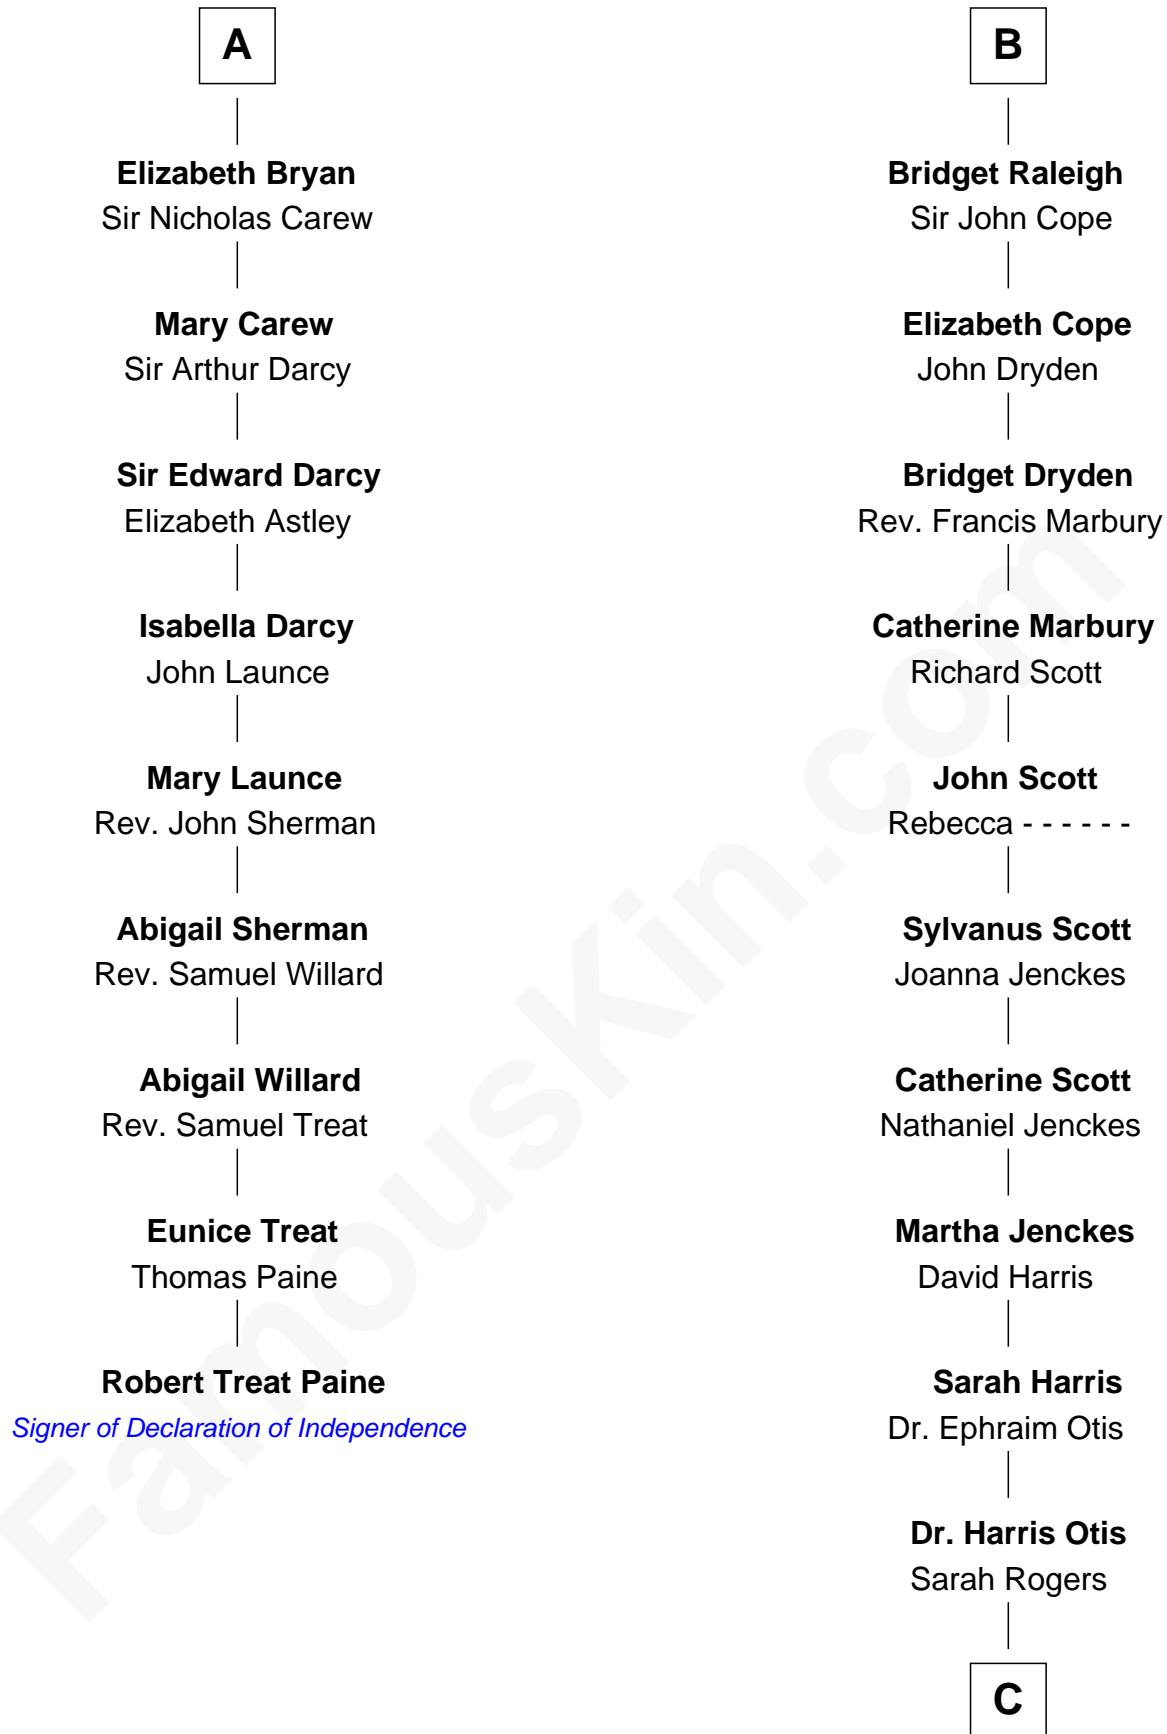 A
Elizabeth Bryan
Sir Nicholas Carew
Mary Carew
Sir Arthur Darcy
Sir Edward Darcy
Elizabeth Astley
Isabella Darcy
John Launce
Mary Launce
Rev. John Sherman
Abigail Sherman
Rev. Samuel Willard
Abigail Willard
Rev. Samuel Treat
Eunice Treat
Thomas Paine
Robert Treat Paine
Signer of Declaration of Independence
B
Bridget Raleigh
Sir John Cope
Elizabeth Cope
John Dryden
Bridget Dryden
Rev. Francis Marbury
Catherine Marbury
Richard Scott
John Scott
Rebecca - - - - - -
Sylvanus Scott
Joanna Jenckes
Catherine Scott
Nathaniel Jenckes
Martha Jenckes
David Harris
Sarah Harris
Dr. Ephraim Otis
Dr. Harris Otis
Sarah Rogers
C
FamousKin.com